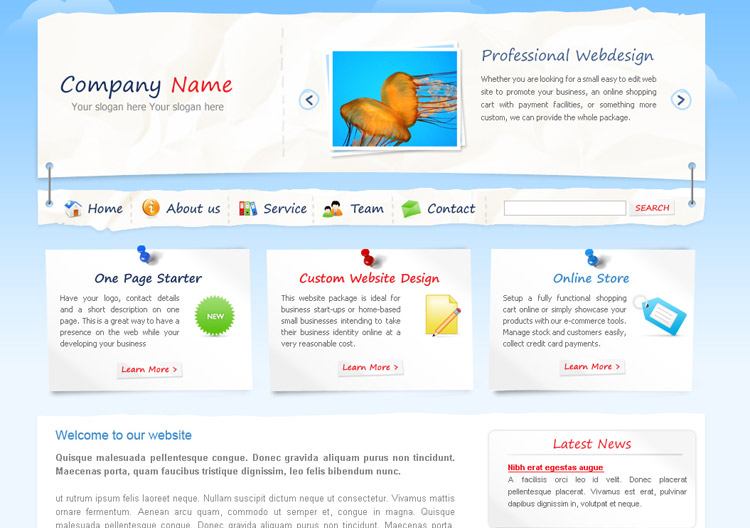 Company Name
Your slogan here Your slogan here
Professional Webdesign
Whether you are looking for a small easy to edit web
site to promote your business, an online shopping
cart with payment facilities, or something more
custom, we can provide the whole package.
Home
About us
Service
Team
Contact
SEARCH
One Page Starter
Have your logo, contact details
and a short description on one
page. This is a great way to have a
presence on the web while your
developing your business
NEW
Learn More >
Custom Website Design
This website package is ideal for
business start-ups or home-based
small businesses intending to take
their business identity online at a
very reasonable cost.
Learn More >
Online Store
Setup a fully functional shopping
cart online or simply showcase your
products with our e-commerce tools.
Manage stock and customers easily,
collect credit card payments.
Learn More >
Welcome to our website
Quisque malesuada pellentesque congue. Donec gravida aliquam purus non tincidunt.
Maecenas porta, quam faucibus tristique dignissim, leo felis bibendum nunc.
ut rutrum ipsum felis laoreet neque. Nullam suscipit dictum neque ut consectetur. Vivamus mattis
ornare fermentum. Aenean arcu quam, commodo ut semper et, congue in magna. Quisque
malesuada pellentesque congue. Donec gravida aliquam purus non tincidunt. Maecenas porta,
Latest News
Nibh erat egestas augue
A facilisis orci leo id velit. Donec placerat
pellentesque placerat. Vivamus est erat, pulvinar
dapibus dignissim in, volutpat et neque.